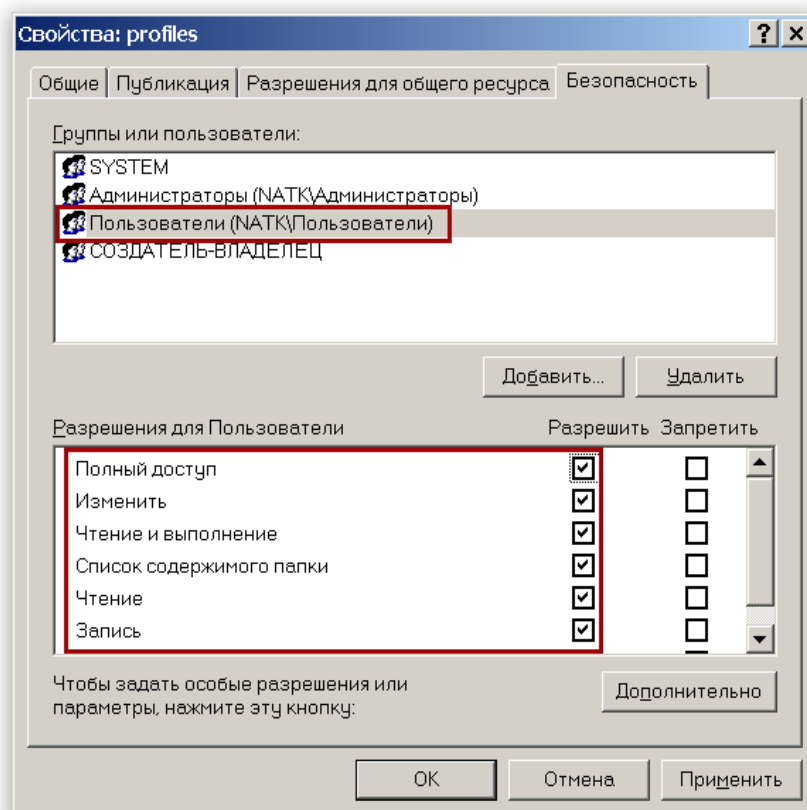 Свойства: profiles
Общие Публикация Разрешения для общего ресурса Безопасность
Группы или пользователи:
SYSTEM
Администраторы (NATK\Администраторы)
Пользователи (NATK\Пользователи)
СОЗДАТЕЛЬ-ВЛАДЕЛЕЦ
Добавить... Удалить
Разрешения для Пользователи Разрешить Запретить
Полный доступ
Изменить
Чтение и выполнение
Список содержимого папки
Чтение
Запись
Чтобы задать особые разрешения или
параметры, нажмите эту кнопку:
Дополнительно
OK Отмена Применить